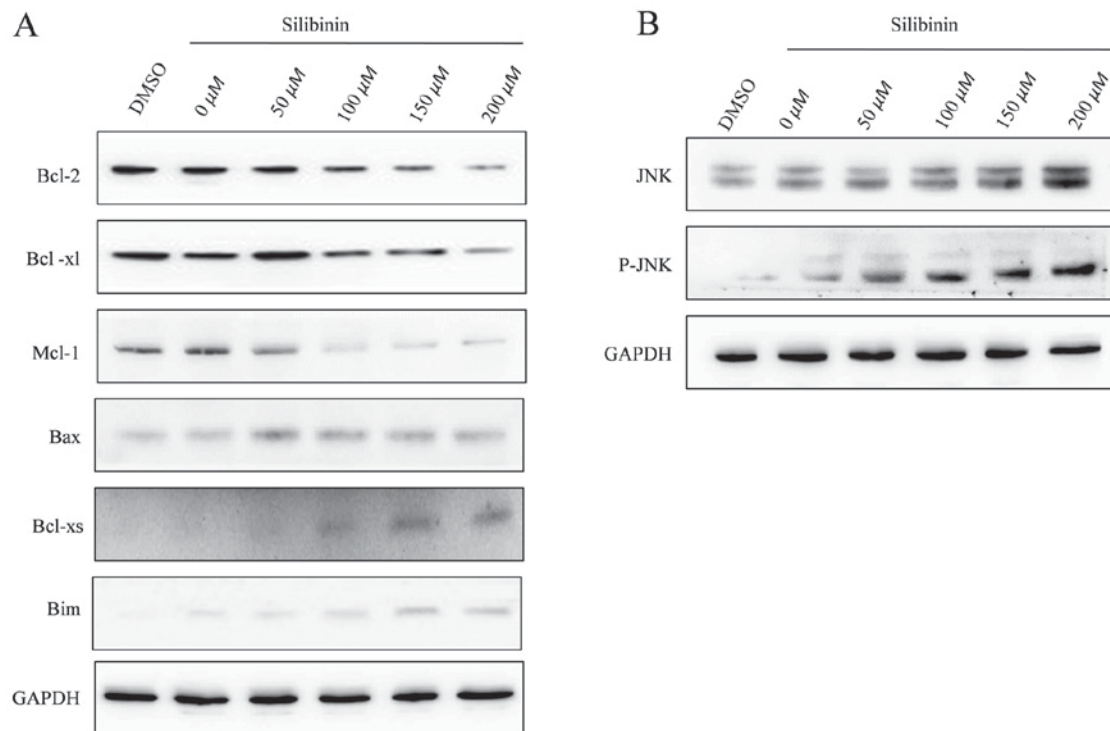 A
Silibinin
DMSO
0 µM
50 µM
100 µM
150 µM
200 µM
Bcl-2
Bcl -xl
Mcl-1
Bax
Bcl-xs
Bim
GAPDH
B
Silibinin
DMSO
0 µM
50 µM
100 µM
150 µM
200 µM
JNK
P-JNK
GAPDH